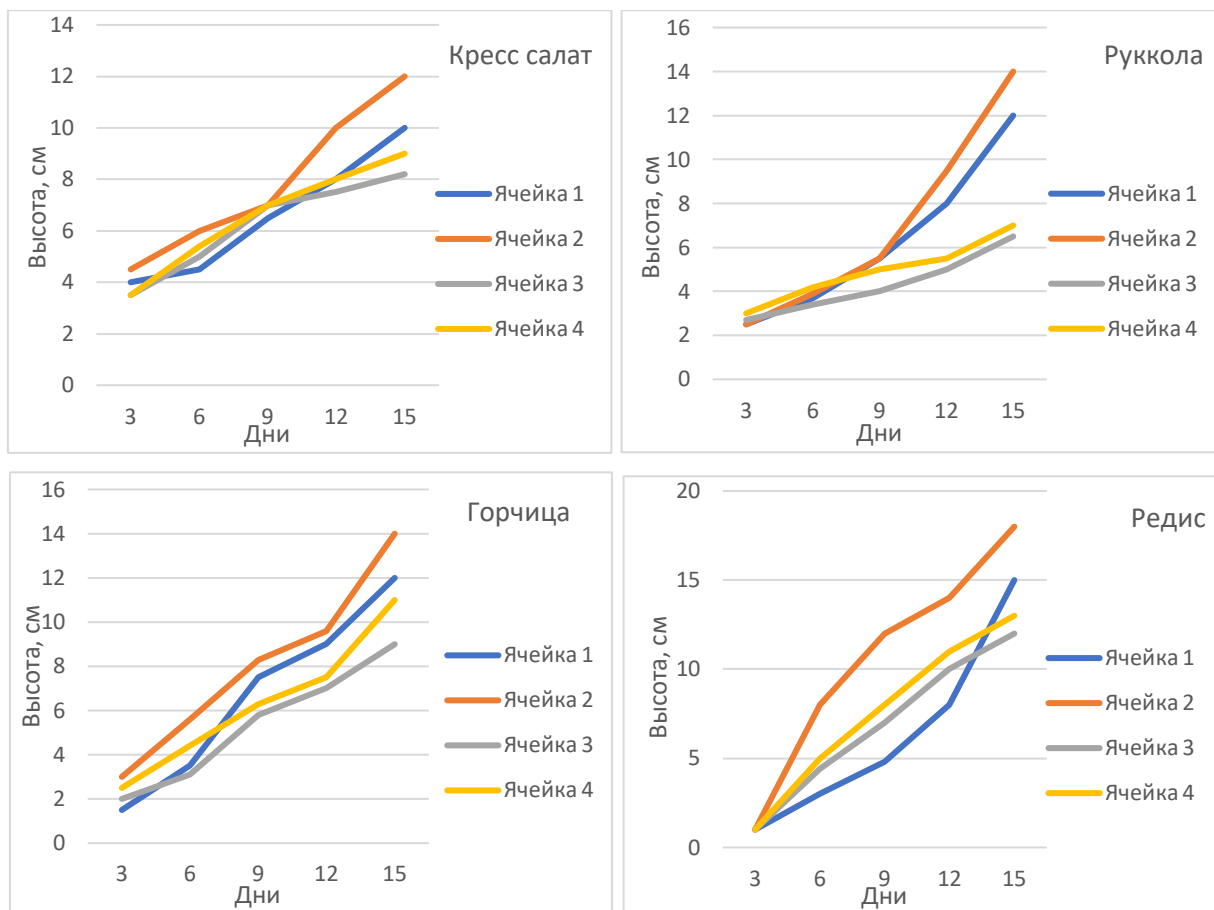 Кресс салат
Высота, см
14
12
10
8
6
4
2
0
3 6 9 12 15
Дни
Ячейка 1
Ячейка 2
Ячейка 3
Ячейка 4
Руккола
Высота, см
16
14
12
10
8
6
4
2
0
3 6 9 12 15
Дни
Ячейка 1
Ячейка 2
Ячейка 3
Ячейка 4
Горчица
Высота, см
16
14
12
10
8
6
4
2
0
3 6 9 12 15
Дни
Ячейка 1
Ячейка 2
Ячейка 3
Ячейка 4
Редис
Высота, см
20
15
10
5
0
3 6 9 12 15
Дни
Ячейка 1
Ячейка 2
Ячейка 3
Ячейка 4